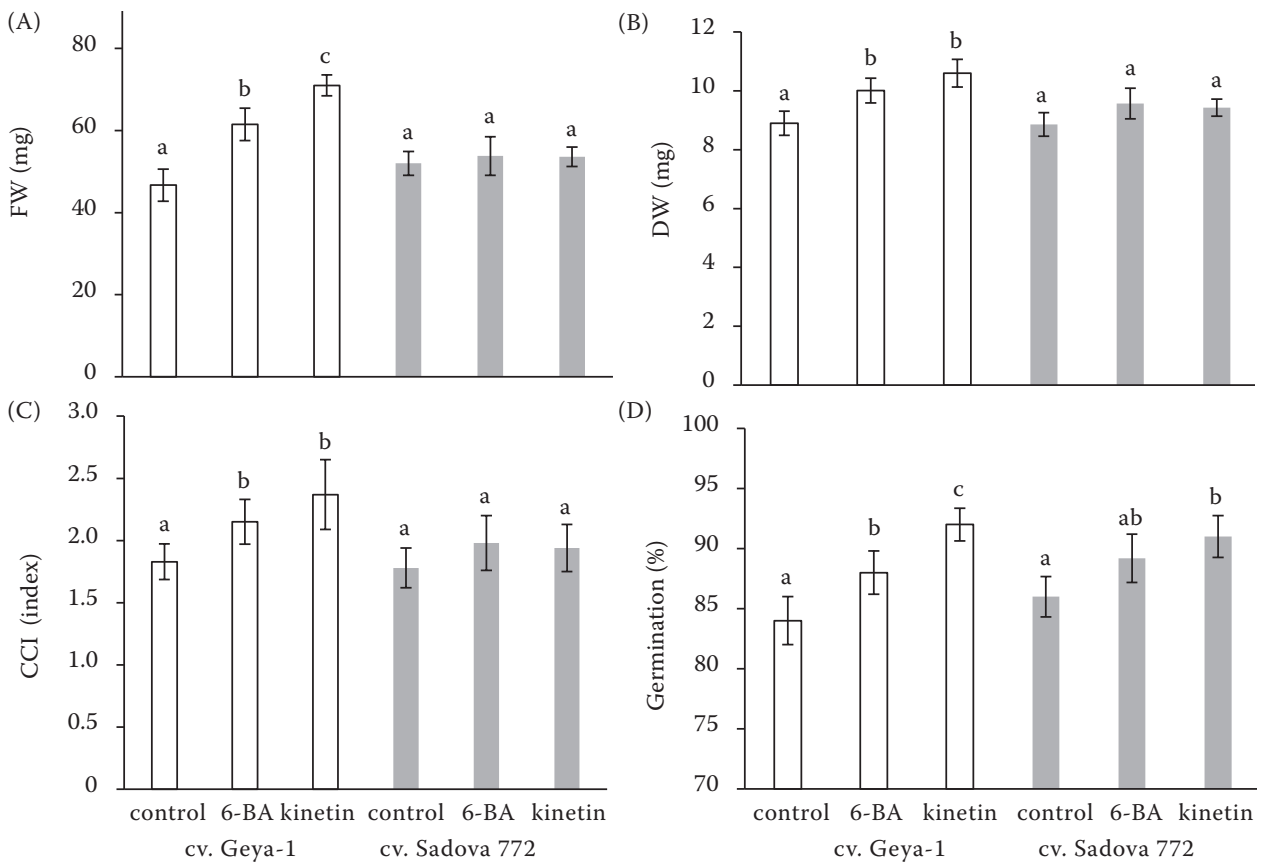 (A)
FW (mg)
80
60
40
20
0
a
b
c
a
a
a
(B)
DW (mg)
12
10
8
6
4
2
0
a
b
b
a
a
a
(C)
CCI (index)
3.0
2.5
2.0
1.5
1.0
0.5
0
a
b
b
a
a
a
control 6-BA kinetin control 6-BA kinetin
cv. Geya-1 cv. Sadova 772
(D)
Germination (%)
100
95
90
85
80
75
70
a
b
c
a
ab
b
control 6-BA kinetin control 6-BA kinetin
cv. Geya-1 cv. Sadova 772